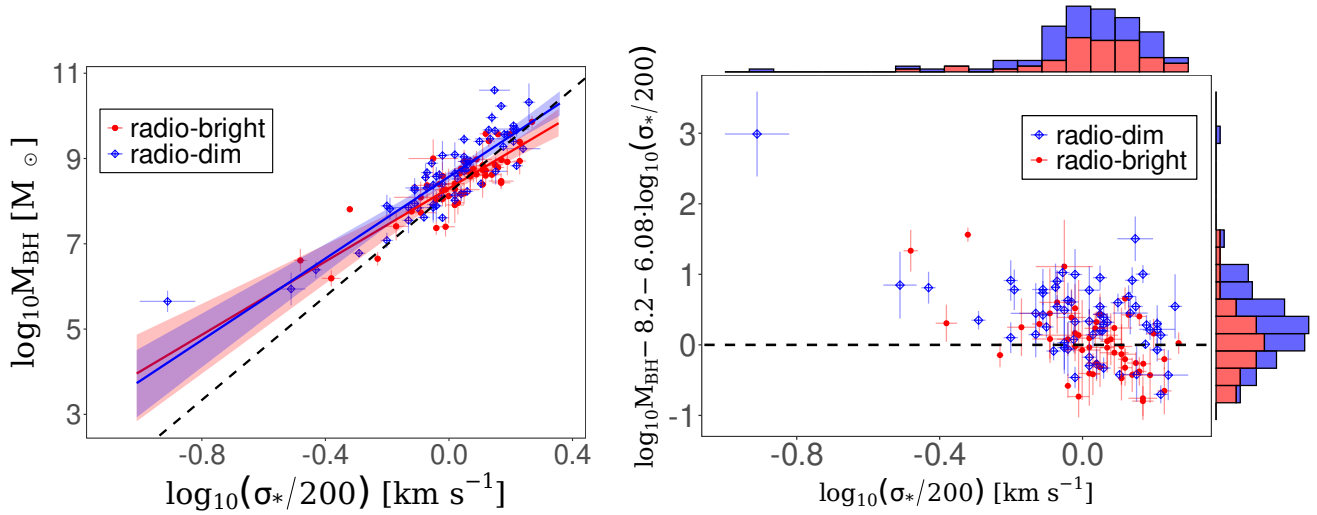 11
9
7
5
3
log₁₀M_BH [M ⊙]
radio-bright
radio-dim
-0.8
-0.4
0.0
0.4
log₁₀(σ*/200) [km s⁻¹]
3
2
1
0
-1
log₁₀M_BH − 8.2 − 6.08·log₁₀(σ*/200)
radio-dim
radio-bright
-0.8
-0.4
0.0
log₁₀(σ*/200) [km s⁻¹]